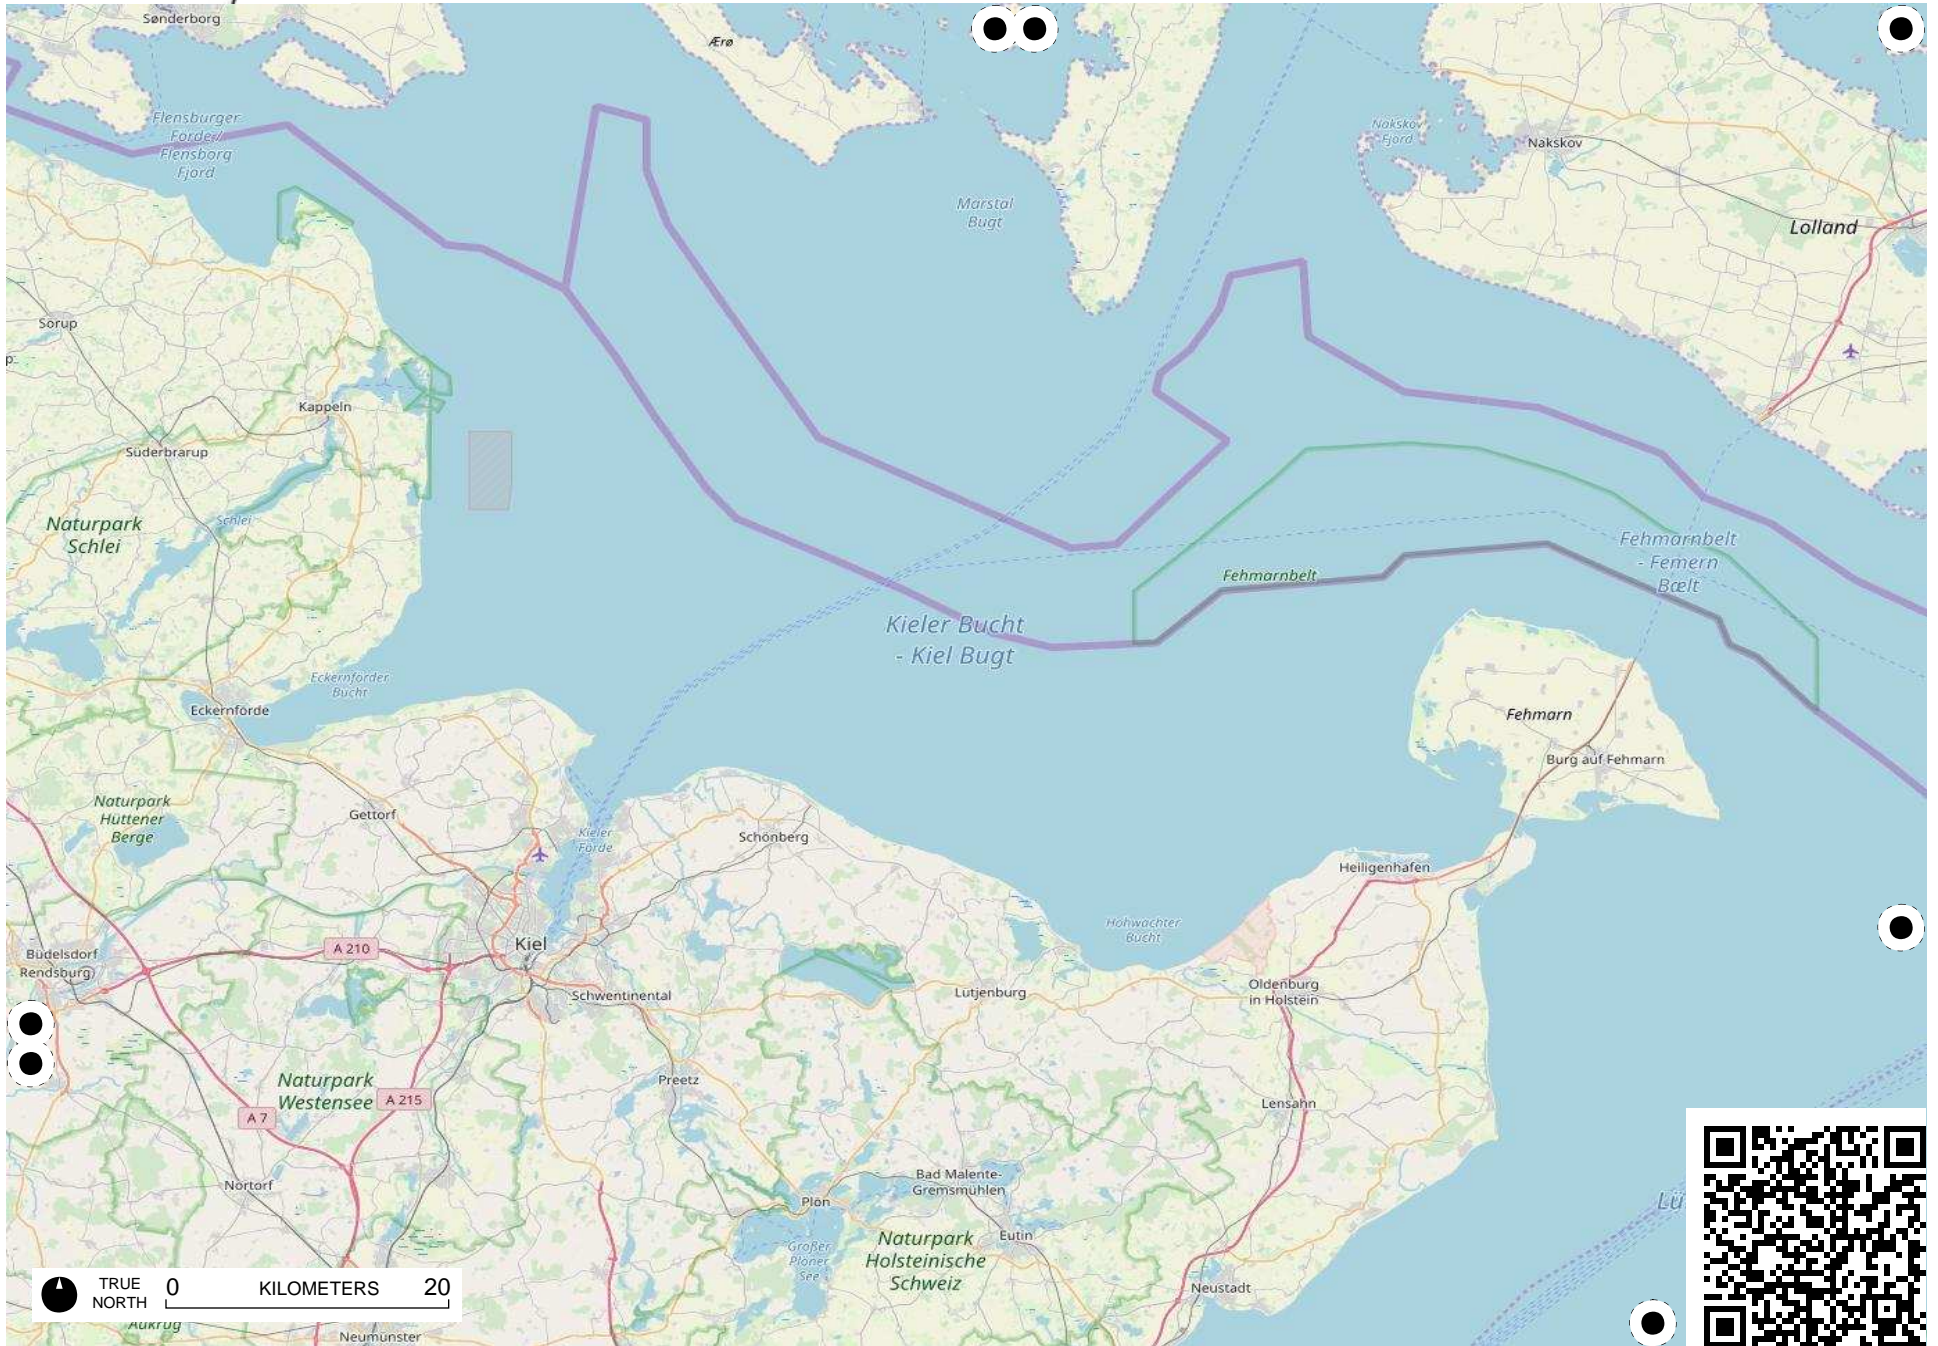 Sønderborg
Ærø
Flensburger
Förde /
Flensborg
Fjord
Nakskov
Fjord
Nakskov
Marstal
Bugt
Lolland
Sörup
p
Kappeln
Süderbrarup
Naturpark
Schlei
Schlei
Fehmarnbelt
- Femern
Bælt
Fehmarnbelt
Kieler Bucht
- Kiel Bugt
Eckernförder
Bucht
Eckernförde
Fehmarn
Burg auf Fehmarn
Naturpark
Hüttener
Berge
Gettorf
Kieler
Förde
Schönberg
Heiligenhafen
Hohwachter
Bucht
Kiel
A 210
Büdelsdorf
Rendsburg
Schwentinental
Lütjenburg
Oldenburg
in Holstein
Naturpark
Westensee
A 215
A 7
Preetz
Lensahn
Nortorf
Bad Malente-
Gremsmühlen
Plön
Lü
Eutin
Naturpark
Holsteinische
Schweiz
Großer
Plöner
See
Neustadt
TRUE
NORTH
0 KILOMETERS 20
Aukrug
Neumünster